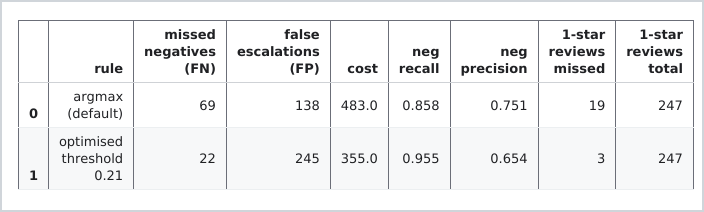 rule missed negatives (FN) false escalations (FP) cost neg recall neg precision 1-star reviews missed 1-star reviews total
0 argmax (default) 69 138 483.0 0.858 0.751 19 247
1 optimised threshold 0.21 22 245 355.0 0.955 0.654 3 247